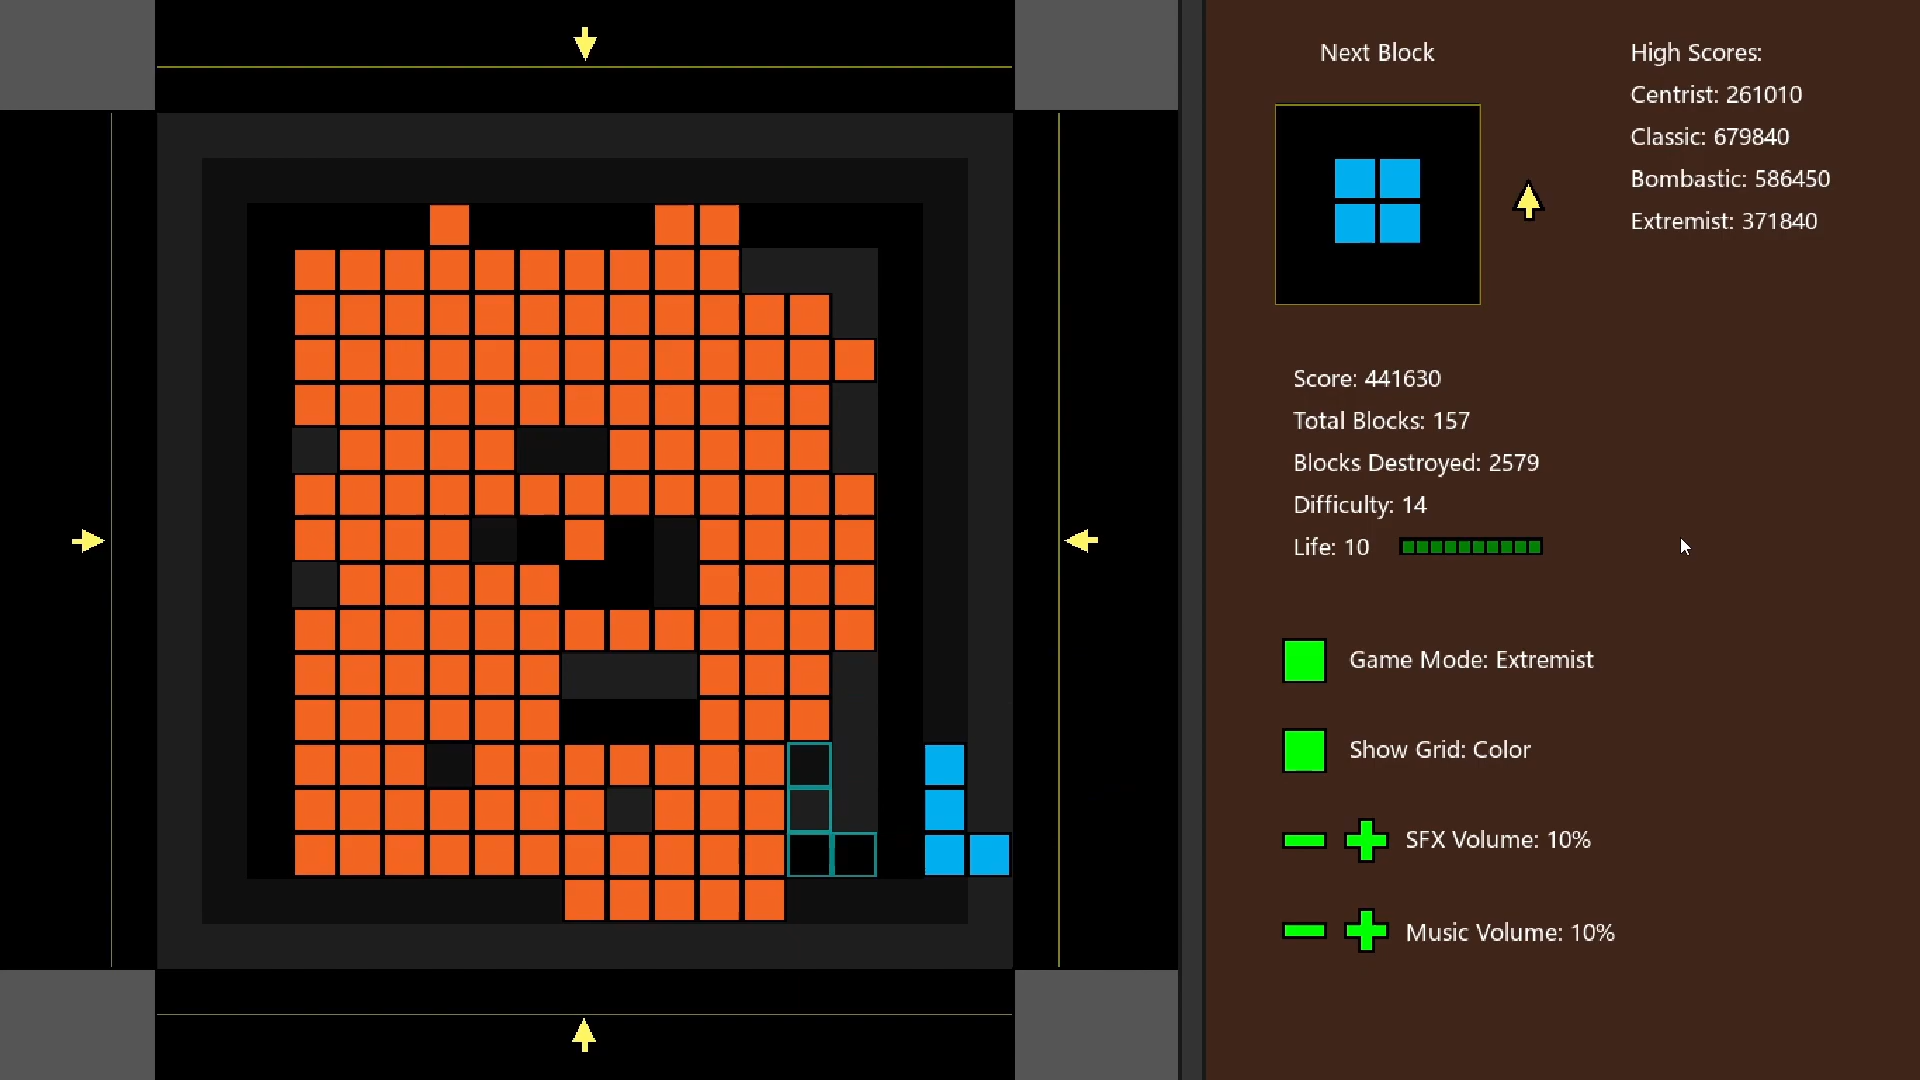 Next Block
High Scores:
Centrist: 261010
Classic: 679840
Bombastic: 586450
Extremist: 371840
Score: 441630
Total Blocks: 157
Blocks Destroyed: 2579
Difficulty: 14
Life: 10
Game Mode: Extremist
Show Grid: Color
SFX Volume: 10%
Music Volume: 10%